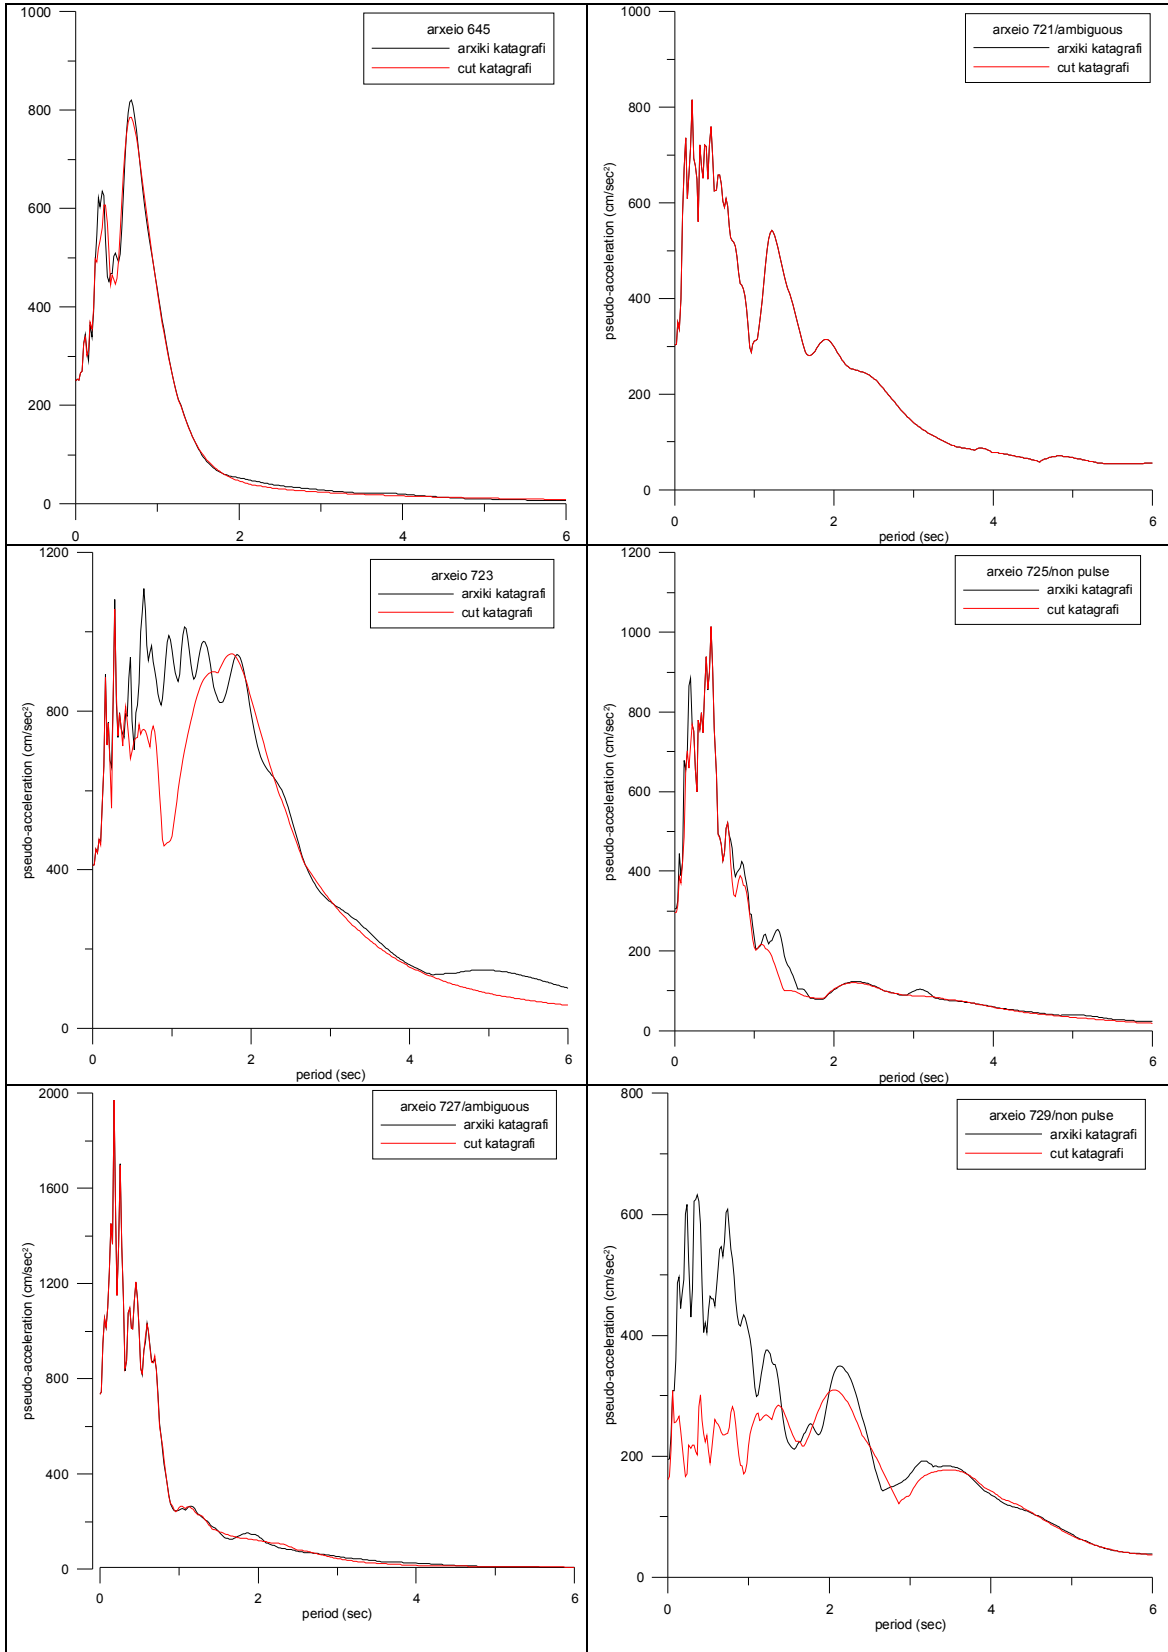 1000
800
600
400
200
0
0
2
4
6
arxeio 645
arxiki katagrafi
cut katagrafi
1000
800
600
400
200
0
pseudo-acceleration (cm/sec²)
0
2
4
6
period (sec)
arxeio 721/ambiguous
arxiki katagrafi
cut katagrafi
1200
800
400
0
pseudo-acceleration (cm/sec²)
0
2
4
6
period (sec)
arxeio 723
arxiki katagrafi
cut katagrafi
1200
1000
800
600
400
200
0
pseudo-acceleration (cm/sec²)
0
2
4
6
period (sec)
arxeio 725/non pulse
arxiki katagrafi
cut katagrafi
2000
1600
1200
800
400
0
pseudo-acceleration (cm/sec²)
0
2
4
6
period (sec)
arxeio 727/ambiguous
arxiki katagrafi
cut katagrafi
800
600
400
200
0
pseudo-acceleration (cm/sec²)
0
2
4
6
period (sec)
arxeio 729/non pulse
arxiki katagrafi
cut katagrafi